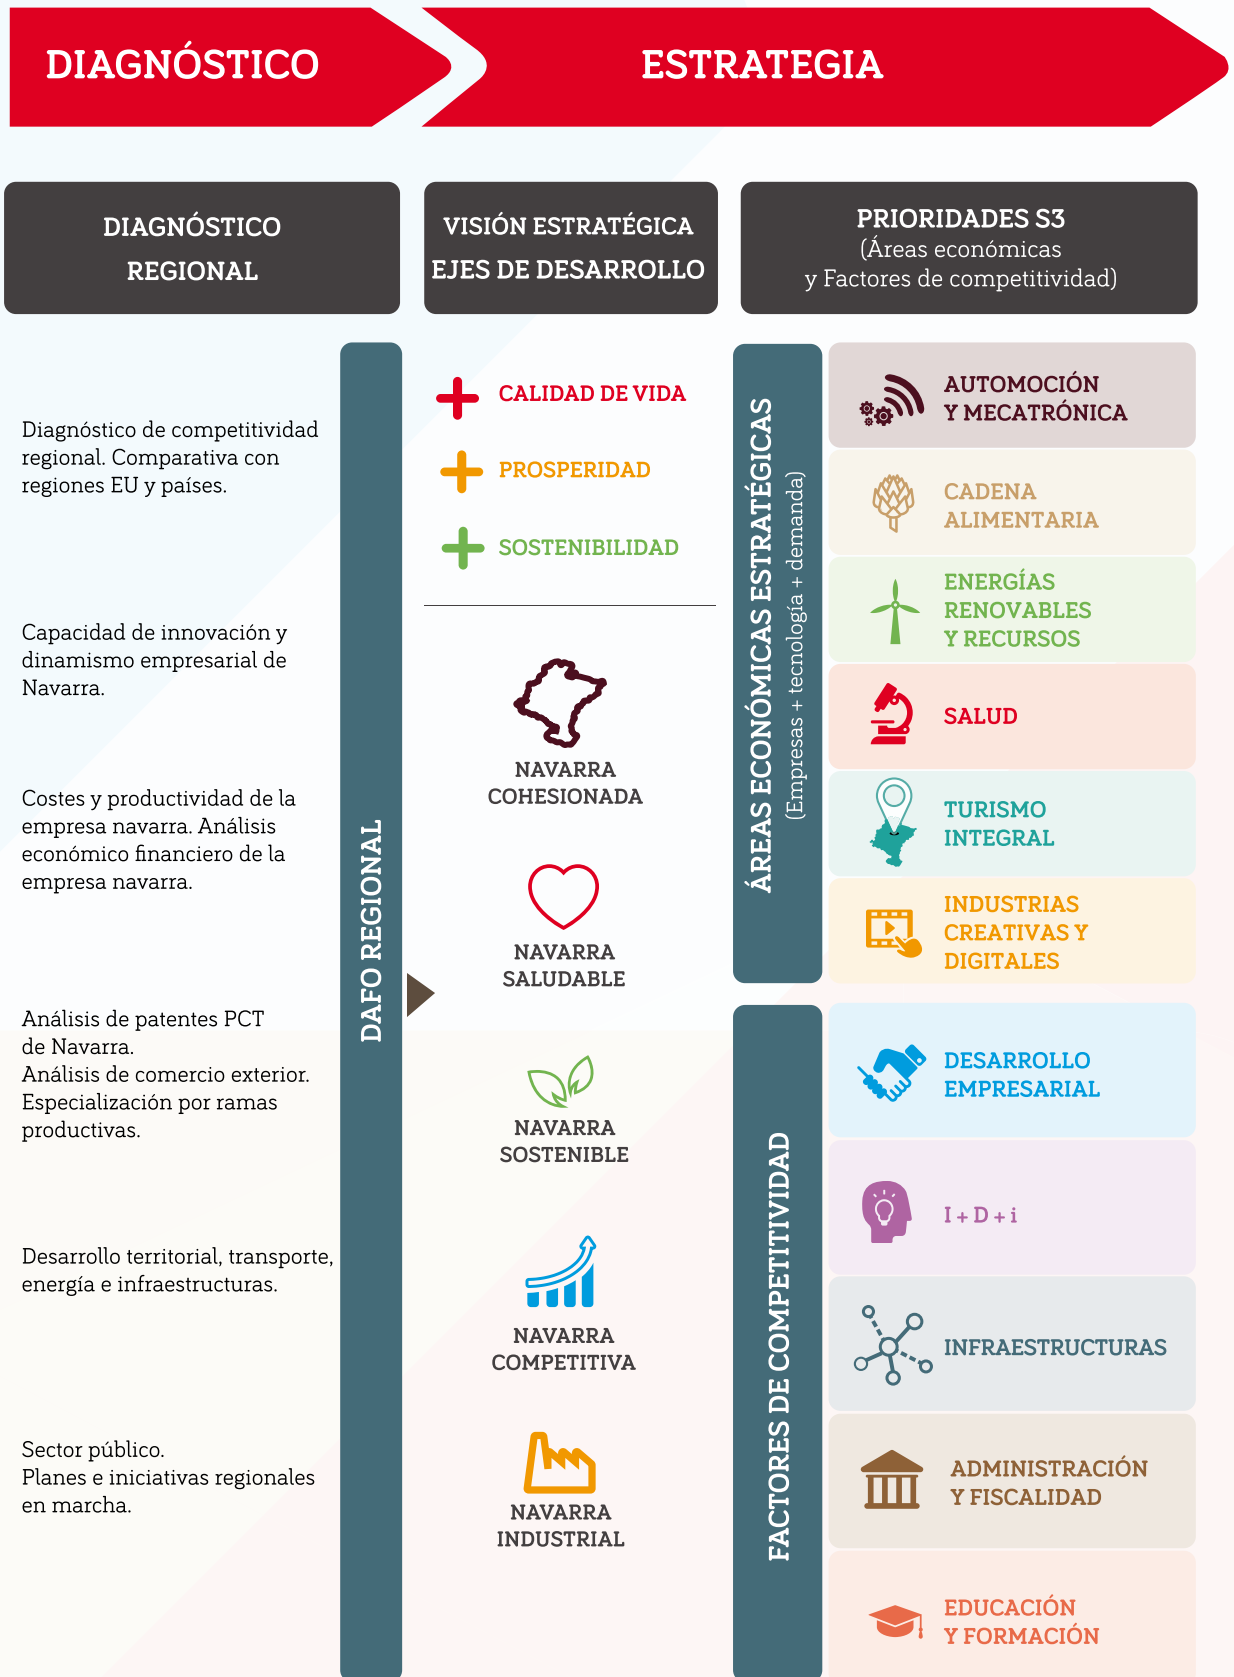 DIAGNÓSTICO
ESTRATEGIA
DIAGNÓSTICO
REGIONAL
VISIÓN ESTRATÉGICA
EJES DE DESARROLLO
PRIORIDADES S3
(Áreas económicas
y Factores de competitividad)
Diagnóstico de competitividad
regional. Comparativa con
regiones EU y países.
Capacidad de innovación y
dinamismo empresarial de
Navarra.
Costes y productividad de la
empresa navarra. Análisis
económico financiero de la
empresa navarra.
Análisis de patentes PCT
de Navarra.
Análisis de comercio exterior.
Especialización por ramas
productivas.
Desarrollo territorial, transporte,
energía e infraestructuras.
Sector público.
Planes e iniciativas regionales
en marcha.
DAFO REGIONAL
CALIDAD DE VIDA
PROSPERIDAD
SOSTENIBILIDAD
NAVARRA
COHESIONADA
NAVARRA
SALUDABLE
NAVARRA
SOSTENIBLE
NAVARRA
COMPETITIVA
NAVARRA
INDUSTRIAL
ÁREAS ECONÓMICAS ESTRATÉGICAS
(Empresas + tecnología + demanda)
AUTOMOCIÓN
Y MECATRÓNICA
CADENA
ALIMENTARIA
ENERGÍAS
RENOVABLES
Y RECURSOS
SALUD
TURISMO
INTEGRAL
INDUSTRIAS
CREATIVAS Y
DIGITALES
FACTORES DE COMPETITIVIDAD
DESARROLLO
EMPRESARIAL
I + D + i
INFRAESTRUCTURAS
ADMINISTRACIÓN
Y FISCALIDAD
EDUCACIÓN
Y FORMACIÓN